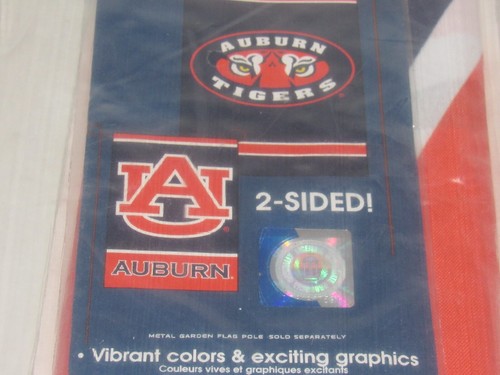 AUBURN
TIGERS
AU
AUBURN
2-SIDED!
METAL GARDEN FLAG POLE SOLD SEPARATELY
• Vibrant colors & exciting graphics
Couleurs vives et graphiques excitants